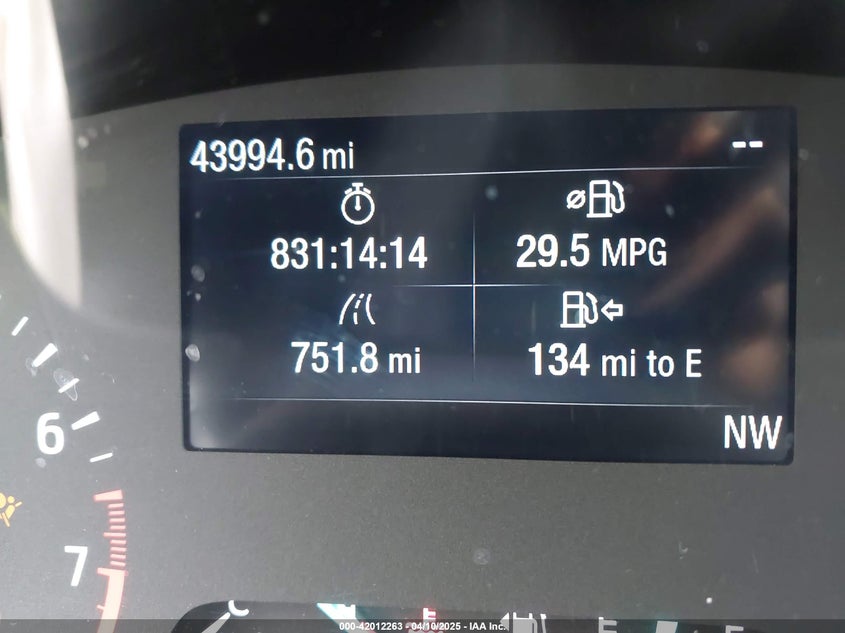 43994.6 mi --
831:14:14 29.5 MPG
751.8 mi 134 mi to E
NW
6
7
C E
000-42012263 - 04/10/2025 - IAA Inc.